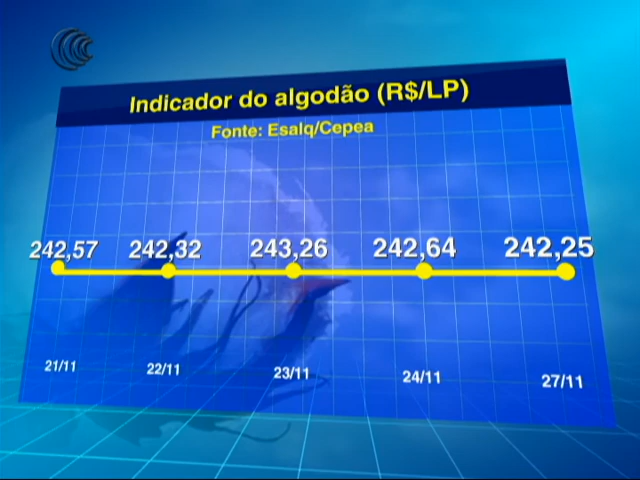 Indicador do algodão (R$/LP)
Fonte: Esalq/Cepea
242,57 242,32 243,26 242,64 242,25
21/11 22/11 23/11 24/11 27/11